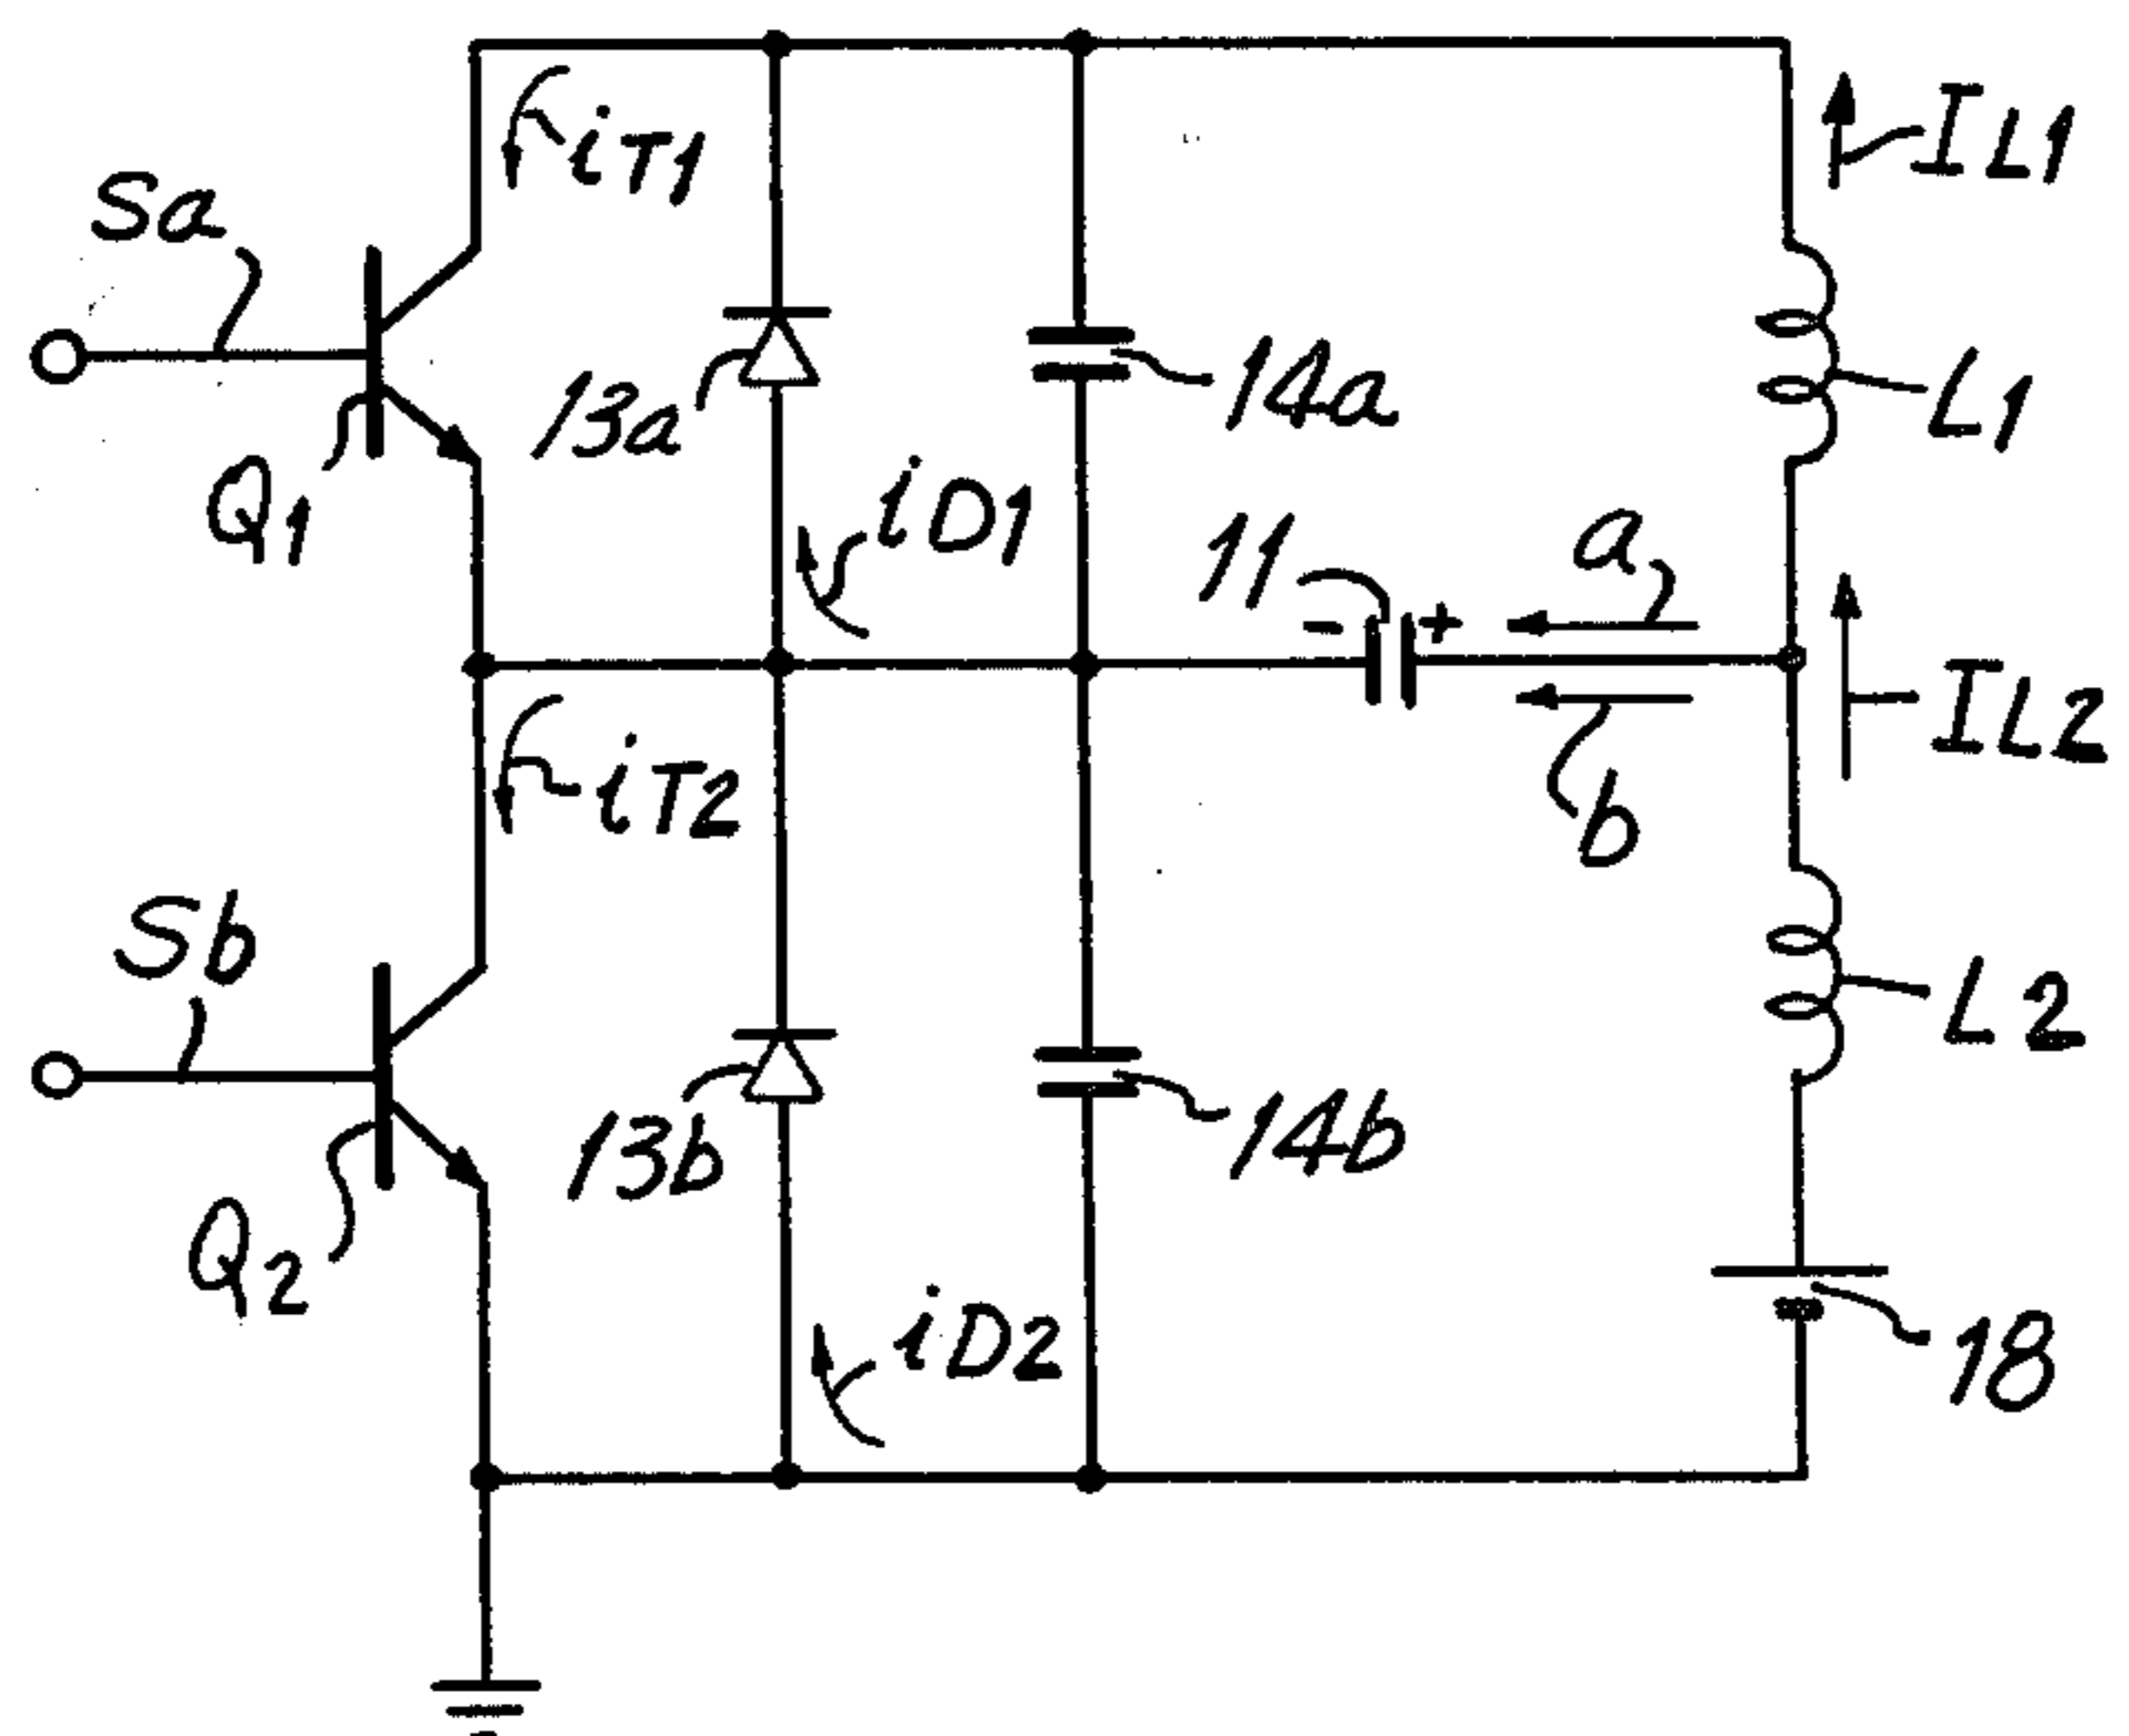 Sa
iT1
IL1
13a
14a
L1
Q1
iD1
11
a
- +
IL2
iT2
b
Sb
L2
13b
14b
Q2
iD2
18